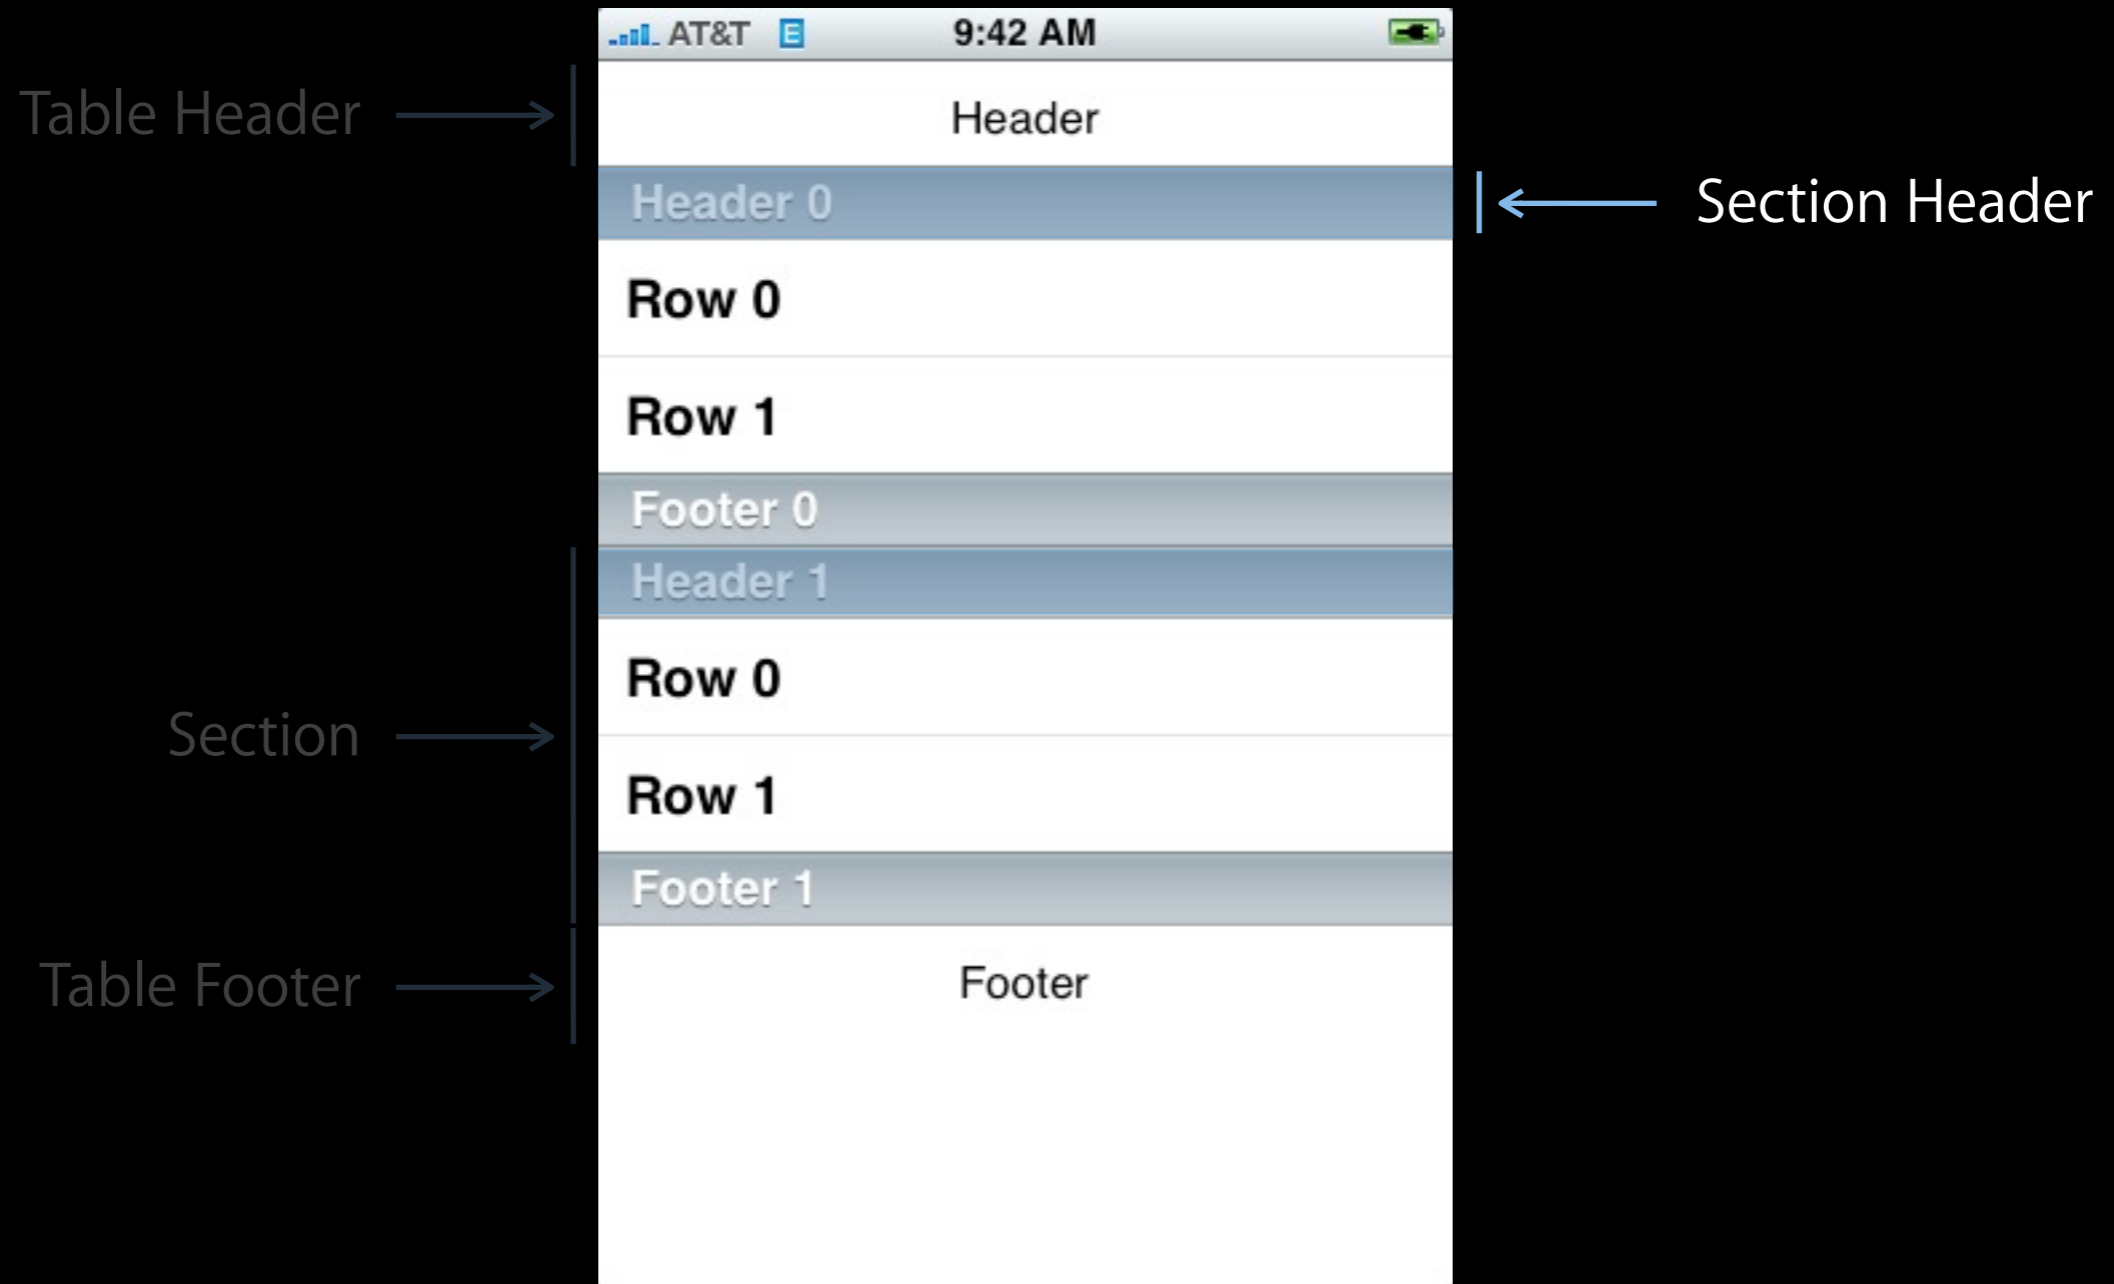 AT&T E 9:42 AM
Table Header
Header
Header 0
Section Header
Row 0
Row 1
Footer 0
Header 1
Row 0
Section
Row 1
Footer 1
Table Footer
Footer